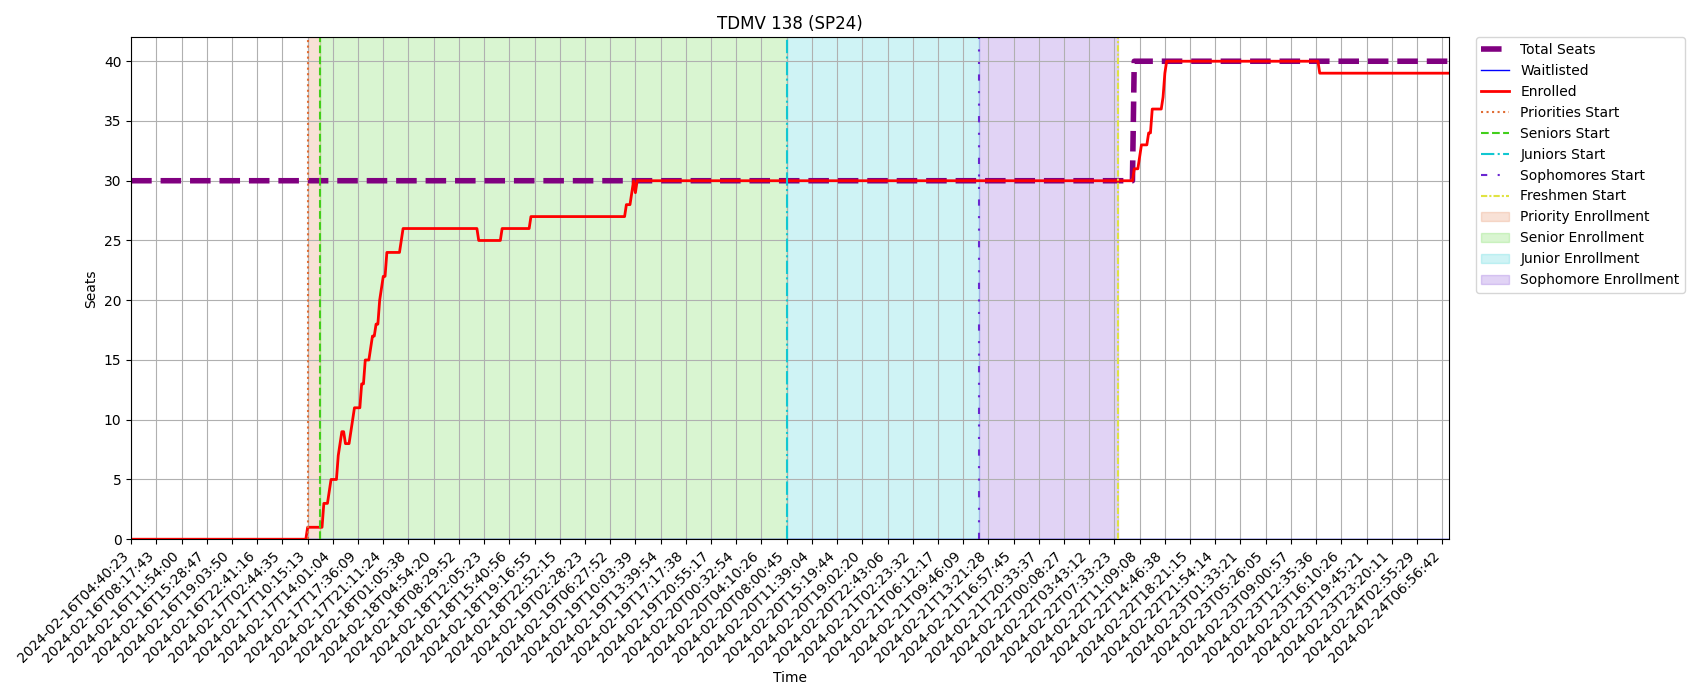 TDMV 138 (SP24)
Seats
40
35
30
25
20
15
10
5
0
2024-02-16T04:40:23
2024-02-16T08:17:43
2024-02-16T11:54:00
2024-02-16T15:28:47
2024-02-16T19:03:50
2024-02-16T22:41:16
2024-02-17T02:44:35
2024-02-17T10:15:13
2024-02-17T14:01:04
2024-02-17T17:36:09
2024-02-17T21:11:24
2024-02-18T01:05:38
2024-02-18T04:54:20
2024-02-18T08:29:52
2024-02-18T12:05:23
2024-02-18T15:40:56
2024-02-18T19:16:55
2024-02-18T22:52:15
2024-02-19T02:28:23
2024-02-19T06:27:52
2024-02-19T10:03:39
2024-02-19T13:39:54
2024-02-19T17:17:38
2024-02-19T20:55:17
2024-02-20T00:32:54
2024-02-20T04:10:26
2024-02-20T08:00:45
2024-02-20T11:39:04
2024-02-20T15:19:44
2024-02-20T19:02:20
2024-02-20T22:43:06
2024-02-21T02:23:32
2024-02-21T06:12:17
2024-02-21T09:46:09
2024-02-21T13:21:28
2024-02-21T16:57:45
2024-02-21T20:33:37
2024-02-22T00:08:27
2024-02-22T03:43:12
2024-02-22T07:33:23
2024-02-22T11:09:08
2024-02-22T14:46:38
2024-02-22T18:21:15
2024-02-22T21:54:14
2024-02-23T01:33:21
2024-02-23T05:26:05
2024-02-23T09:00:57
2024-02-23T12:35:36
2024-02-23T16:10:26
2024-02-23T19:45:21
2024-02-23T23:20:11
2024-02-24T02:55:29
2024-02-24T06:56:42
Time
Total Seats
Waitlisted
Enrolled
Priorities Start
Seniors Start
Juniors Start
Sophomores Start
Freshmen Start
Priority Enrollment
Senior Enrollment
Junior Enrollment
Sophomore Enrollment